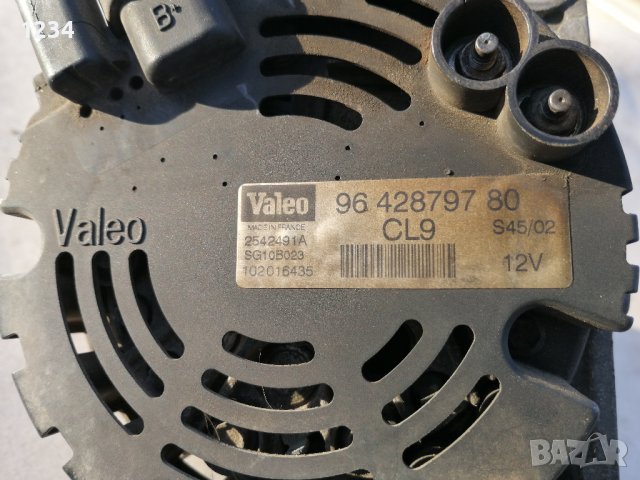 1234
B+
Valeo
Valeo
96 428797 80
MADE IN FRANCE
CL9
S45/02
2542491A
SG10B023
102016435
12V
BAZAR